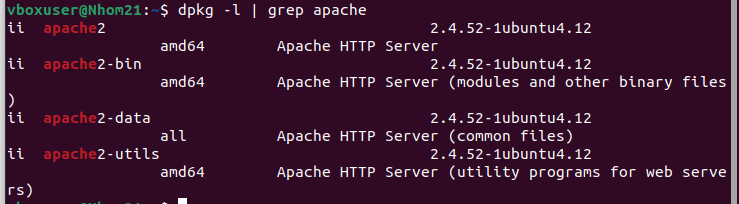 vboxuser@Nhom21:~$ dpkg -l | grep apache
ii  apache2                                     2.4.52-1ubuntu4.12
                  amd64        Apache HTTP Server
ii  apache2-bin                                 2.4.52-1ubuntu4.12
                  amd64        Apache HTTP Server (modules and other binary files
)
ii  apache2-data                                2.4.52-1ubuntu4.12
                  all          Apache HTTP Server (common files)
ii  apache2-utils                               2.4.52-1ubuntu4.12
                  amd64        Apache HTTP Server (utility programs for web serve
rs)